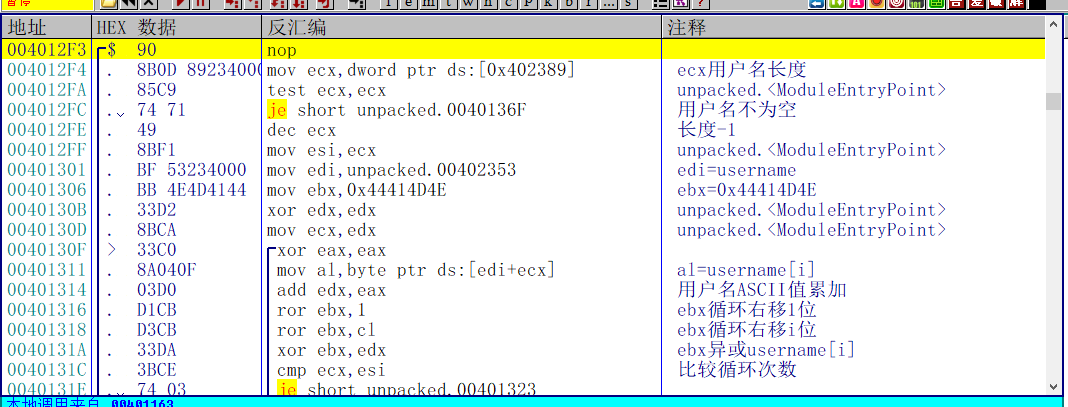 暂停 l e m t w h c P k b r ... s
地址 HEX 数据 反汇编 注释
004012F3 $ 90 nop
004012F4 . 8B0D 89234000 mov ecx,dword ptr ds:[0x402389] ecx用户名长度
004012FA . 85C9 test ecx,ecx unpacked.<ModuleEntryPoint>
004012FC .v 74 71 je short unpacked.0040136F 用户名不为空
004012FE . 49 dec ecx 长度-1
004012FF . 8BF1 mov esi,ecx unpacked.<ModuleEntryPoint>
00401301 . BF 53234000 mov edi,unpacked.00402353 edi=username
00401306 . BB 4E4D4144 mov ebx,0x44414D4E ebx=0x44414D4E
0040130B . 33D2 xor edx,edx unpacked.<ModuleEntryPoint>
0040130D . 8BCA mov ecx,edx unpacked.<ModuleEntryPoint>
0040130F > 33C0 xor eax,eax
00401311 . 8A040F mov al,byte ptr ds:[edi+ecx] al=username[i]
00401314 . 03D0 add edx,eax 用户名ASCII值累加
00401316 . D1CB ror ebx,1 ebx循环右移1位
00401318 . D3CB ror ebx,cl ebx循环右移i位
0040131A . 33DA xor ebx,edx ebx异或username[i]
0040131C . 3BCE cmp ecx,esi 比较循环次数
0040131E .v 74 03 je short unpacked.00401323
本地调用来自 00401163